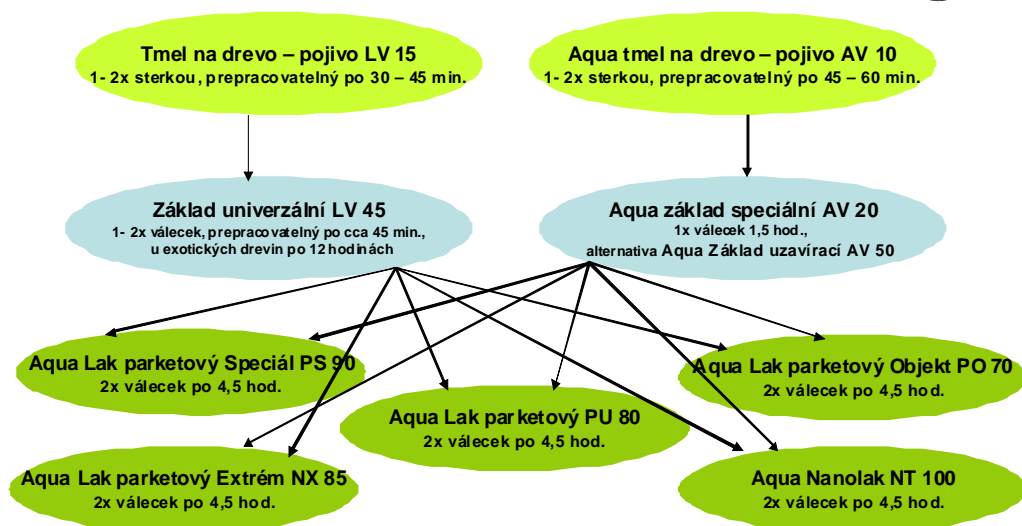 Tmel na drevo – pojivo LV 15
1- 2x sterkou, prepracovatelný po 30 – 45 min.
Aqua tmel na drevo – pojivo AV 10
1- 2x sterkou, prepracovatelný po 45 – 60 min.
Základ univerzální LV 45
1- 2x válecek, prepracovatelný po cca 45 min.,
u exotických drevin po 12 hodinách
Aqua základ speciální AV 20
1x válecek 1,5 hod.,
alternativa Aqua Základ uzavírací AV 50
Aqua Lak parketový Speciál PS 90
2x válecek po 4,5 hod.
Aqua Lak parketový Objekt PO 70
2x válecek po 4,5 hod.
Aqua Lak parketový PU 80
2x válecek po 4,5 hod.
Aqua Lak parketový Extrém NX 85
2x válecek po 4,5 hod.
Aqua Nanolak NT 100
2x válecek po 4,5 hod.